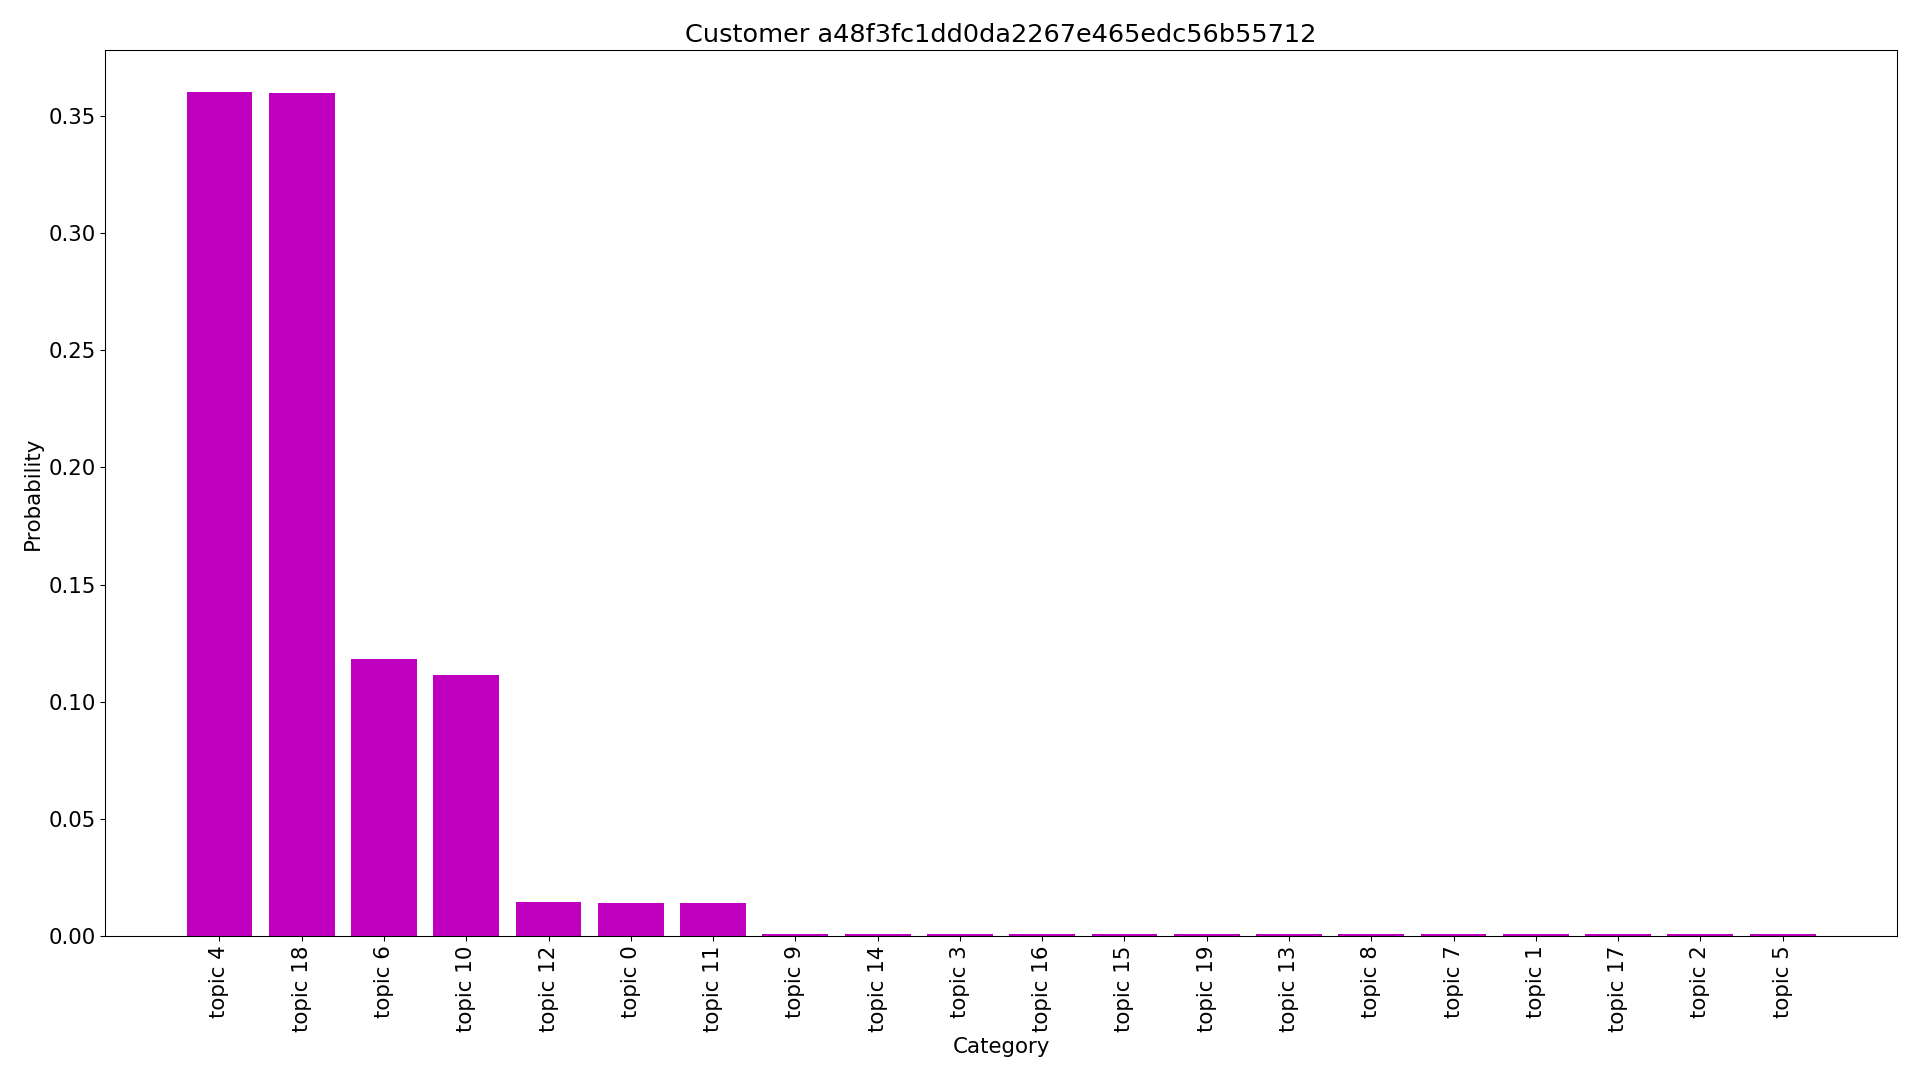 Customer a48f3fc1dd0da2267e465edc56b55712
Probability
0.35
0.30
0.25
0.20
0.15
0.10
0.05
0.00
topic 4
topic 18
topic 6
topic 10
topic 12
topic 0
topic 11
topic 9
topic 14
topic 3
topic 16
topic 15
topic 19
topic 13
topic 8
topic 7
topic 1
topic 17
topic 2
topic 5
Category